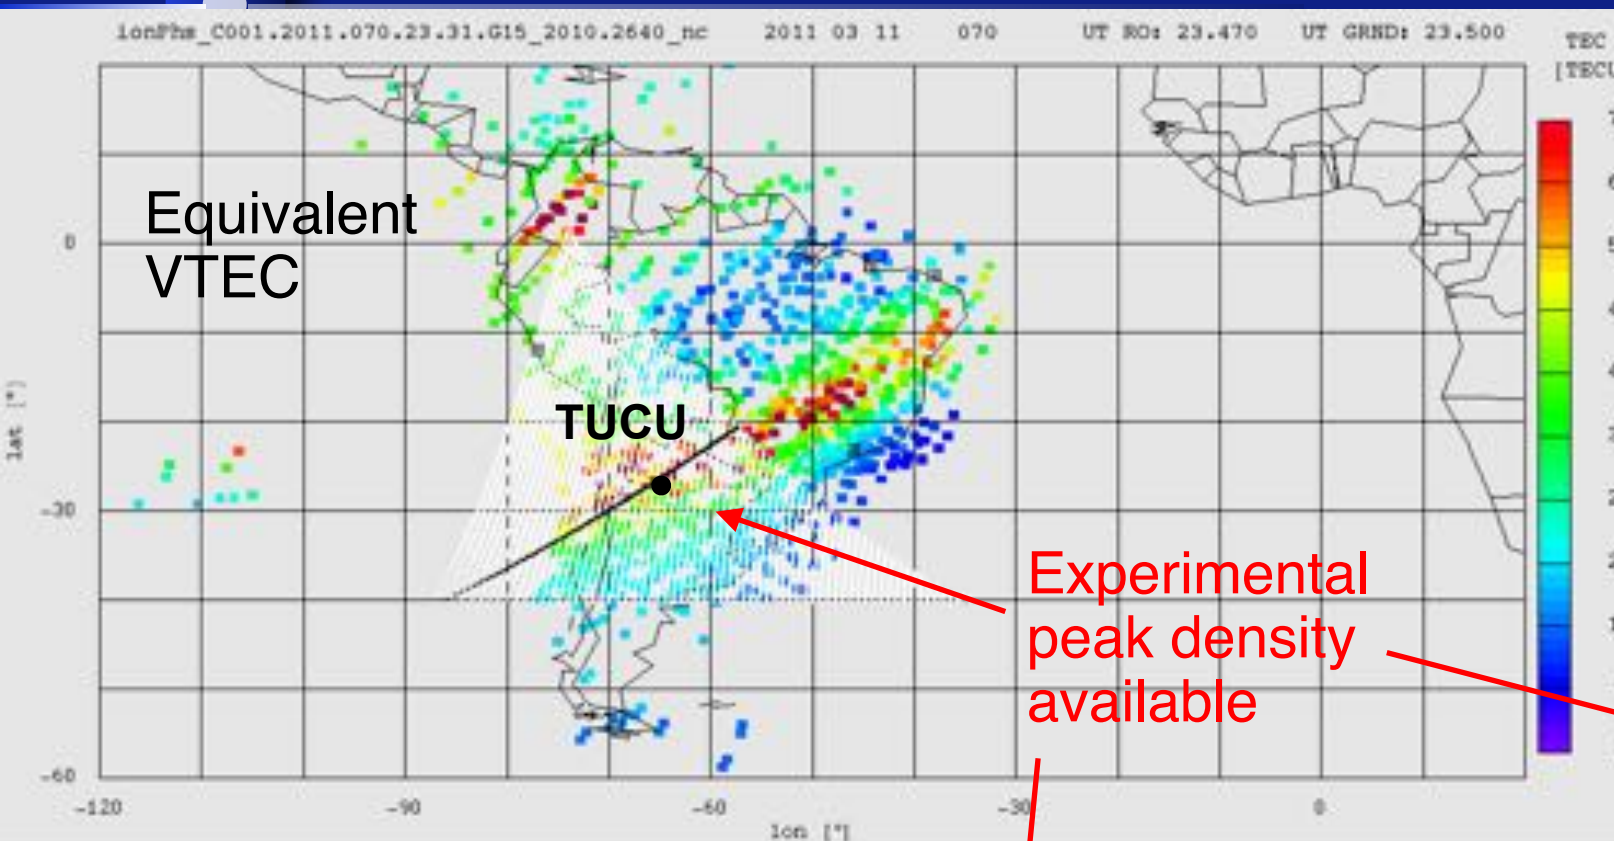 ionPhs_C001.2011.070.23.31.G15_2010.2640_nc 2011 03 11 070 UT RO: 23.470 UT GRND: 23.500
TEC
[TECU
Equivalent
VTEC
TUCU
Experimental
peak density
available
lat [°]
0
-30
-60
-120 -90 -60 -30 0
lon [°]